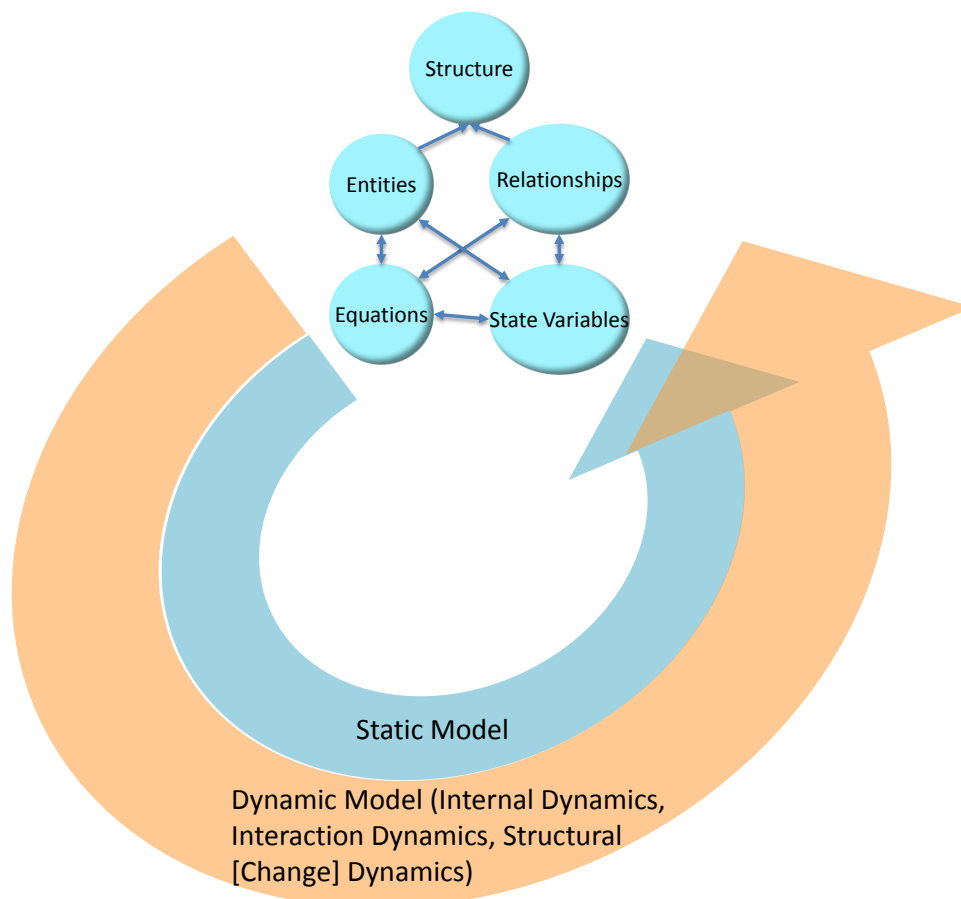 Structure
Entities
Relationships
Equations
State Variables
Static Model
Dynamic Model (Internal Dynamics,
Interaction Dynamics, Structural
[Change] Dynamics)